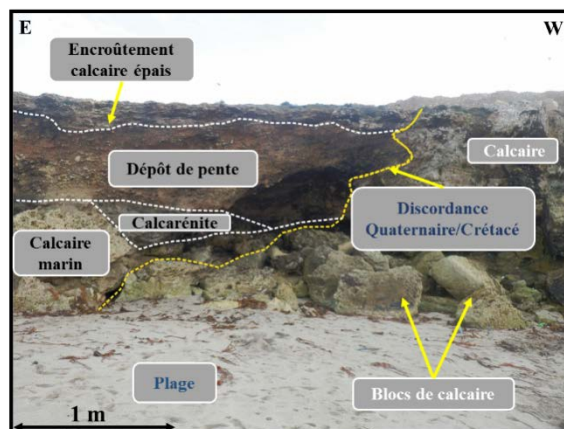 E
W
Encroûtement
calcaire épais
Calcaire
Dépôt de pente
Discordance
Quaternaire/Crétacé
Calcarénite
Calcaire
marin
Plage
Blocs de calcaire
1 m